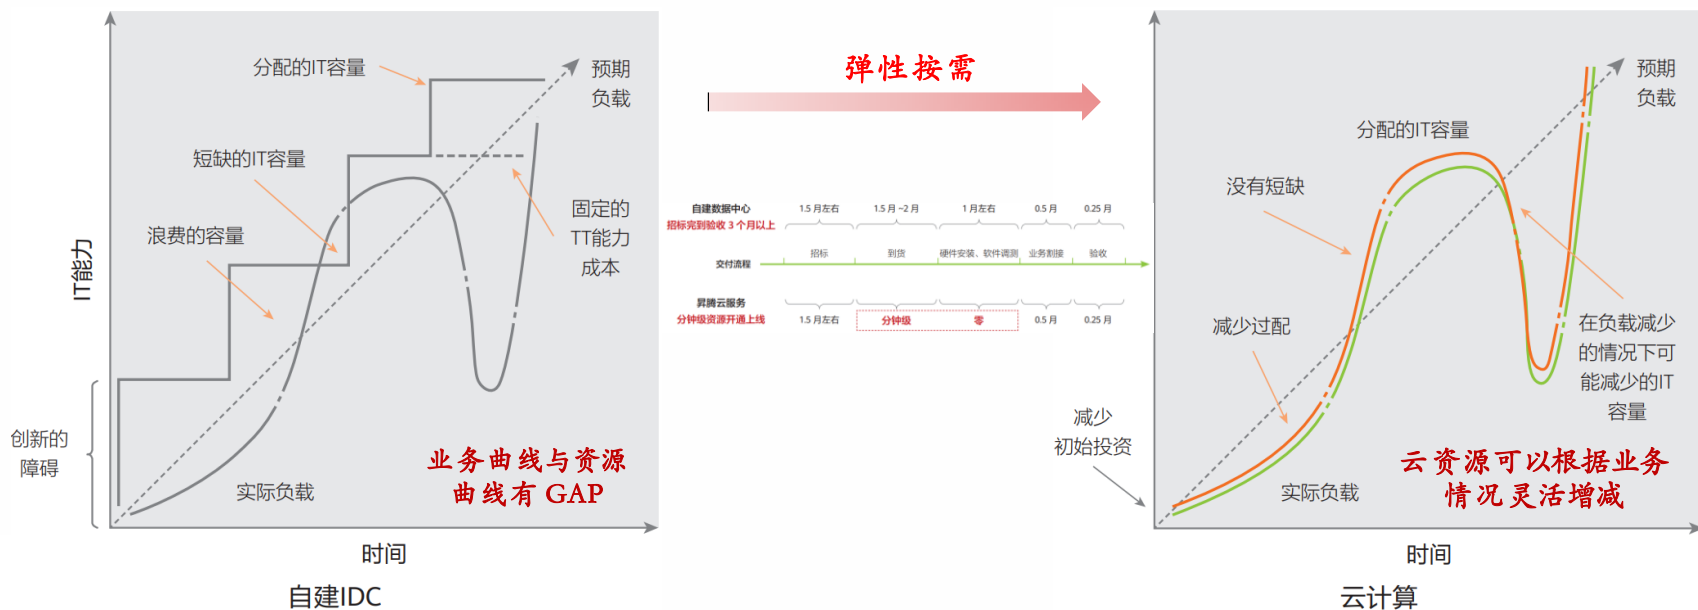 分配的IT容量
预期
负载
短缺的IT容量
浪费的容量
固定的
TT能力
成本
IT能力
创新的
障碍
实际负载
业务曲线与资源
曲线有 GAP
时间
自建IDC
弹性按需
自建数据中心
招标完到验收 3 个月以上
1.5 月左右
1.5 月 ~2 月
1 月左右
0.5 月
0.25 月
交付流程
招标
到货
硬件安装、软件调测
业务割接
验收
昇腾云服务
分钟级资源开通上线
1.5 月左右
分钟级
零
0.5 月
0.25 月
减少
初始投资
预期
负载
分配的IT容量
没有短缺
减少过配
在负载减少
的情况下可
能减少的IT
容量
云资源可以根据业务
情况灵活增减
实际负载
时间
云计算